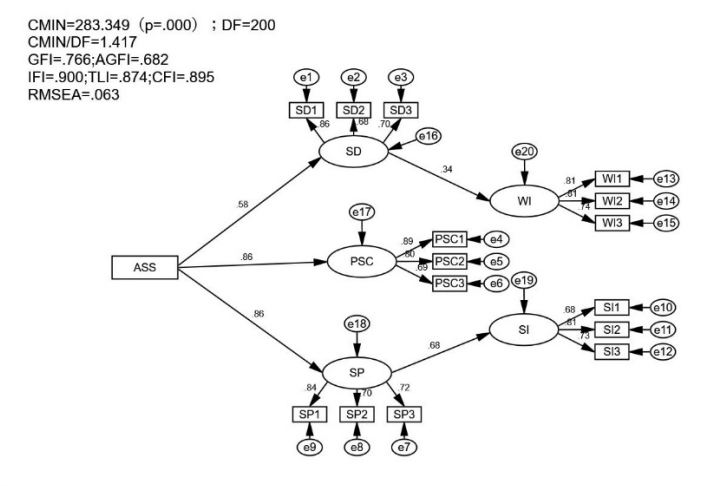 CMIN=283.349（p=.000）；DF=200
CMIN/DF=1.417
GFI=.766;AGFI=.682
IFI=.900;TLI=.874;CFI=.895
RMSEA=.063
e1 e2 e3
SD1 SD2 SD3
.86 .68 .70
e16
SD
e20
.34
.81 WI1 e13
.81 WI2 e14
.74 WI3 e15
WI
.58
e17
.89 PSC1 e4
.80 PSC2 e5
.69 PSC3 e6
PSC
.86
ASS
e19
.86
e18
.68 SI1 e10
.81 SI2 e11
.73 SI3 e12
SI
.68
SP
.84 .70 .72
SP1 SP2 SP3
e9 e8 e7